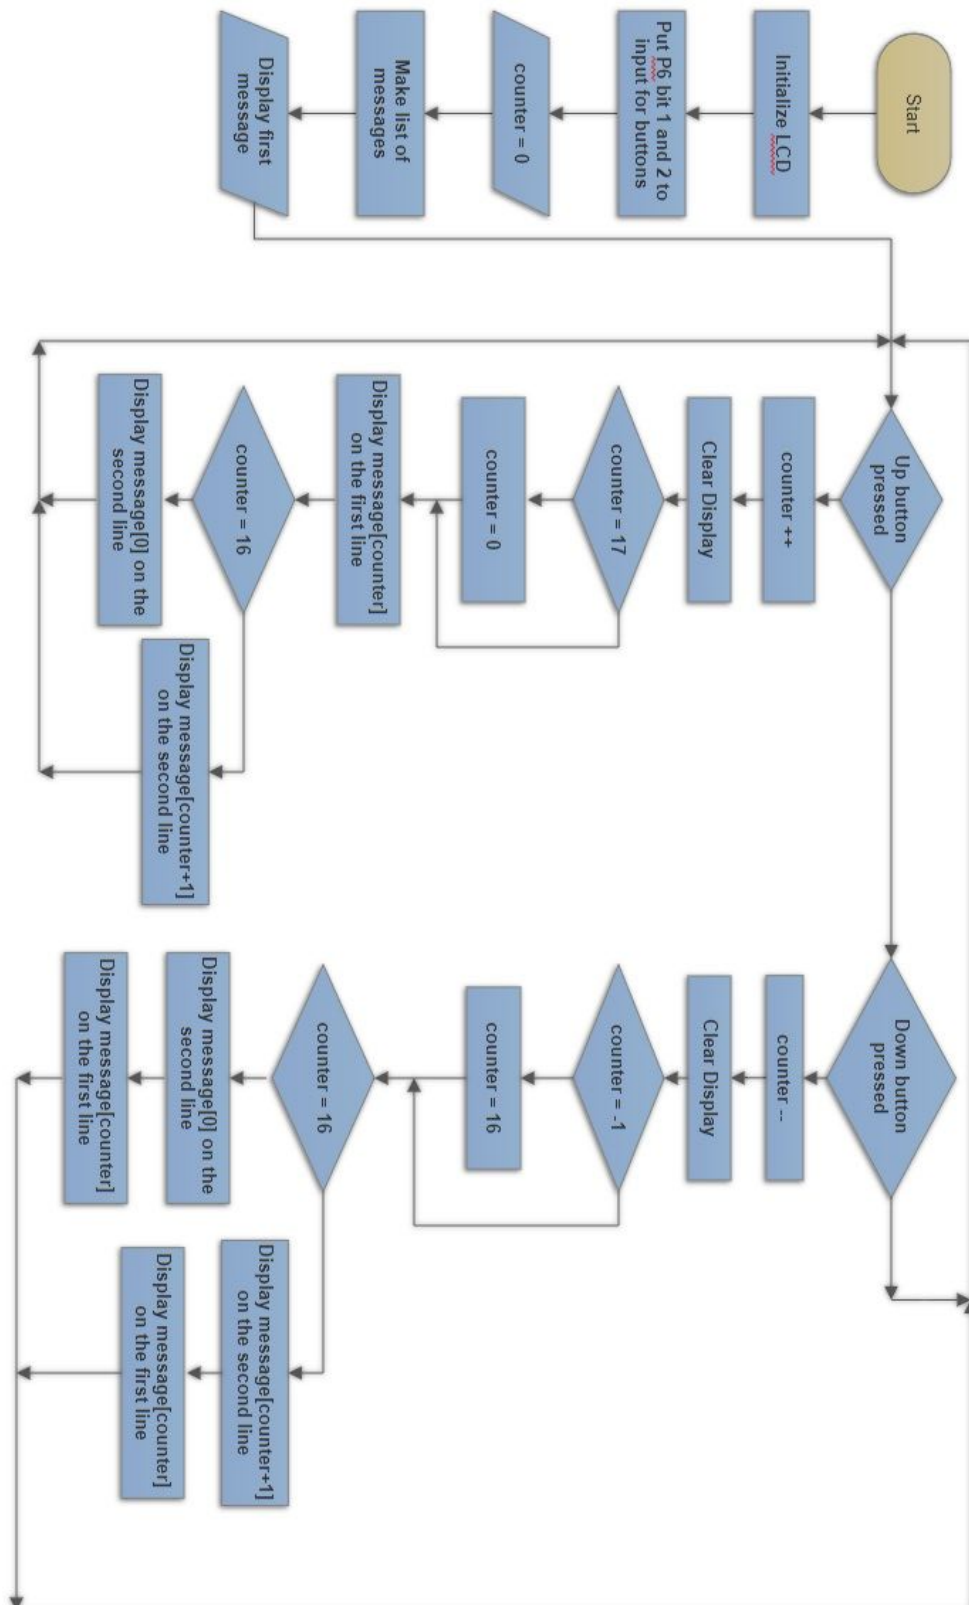 Start
Initialize LCD
Put P6 bit 1 and 2 to
input for buttons
counter = 0
Make list of
messages
Display first
message
Up button
pressed
counter ++
Clear Display
counter = 17
counter = 0
Display message[counter]
on the first line
counter = 16
Display message[0] on the
second line
Display message[counter+1]
on the second line
Down button
pressed
counter --
Clear Display
counter = -1
counter = 16
counter = 16
Display message[0] on the
second line
Display message[counter]
on the first line
Display message[counter+1]
on the second line
Display message[counter]
on the first line